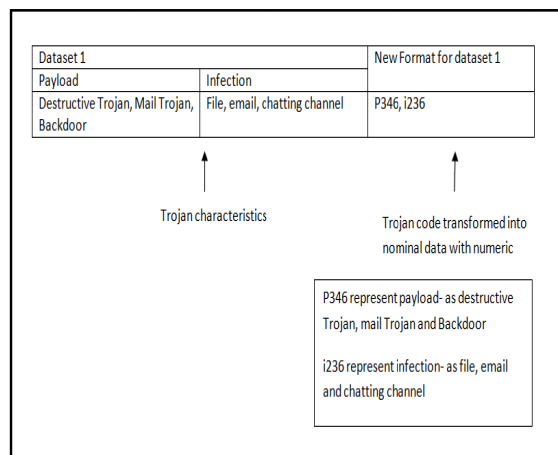 Dataset 1
New Format for dataset 1
Payload
Infection
Destructive Trojan, Mail Trojan,
Backdoor
File, email, chatting channel
P346, i236
Trojan characteristics
Trojan code transformed into
nominal data with numeric
P346 represent payload- as destructive
Trojan, mail Trojan and Backdoor
i236 represent infection- as file, email
and chatting channel